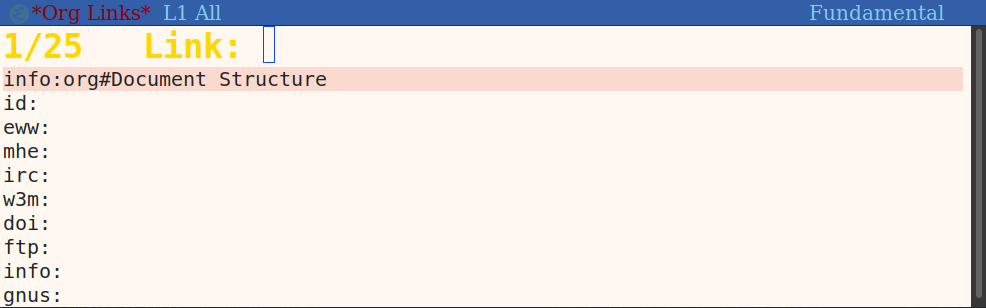 *Org Links* L1 All Fundamental
1/25 Link:
info:org#Document Structure
id:
eww:
mhe:
irc:
w3m:
doi:
ftp:
info:
gnus: